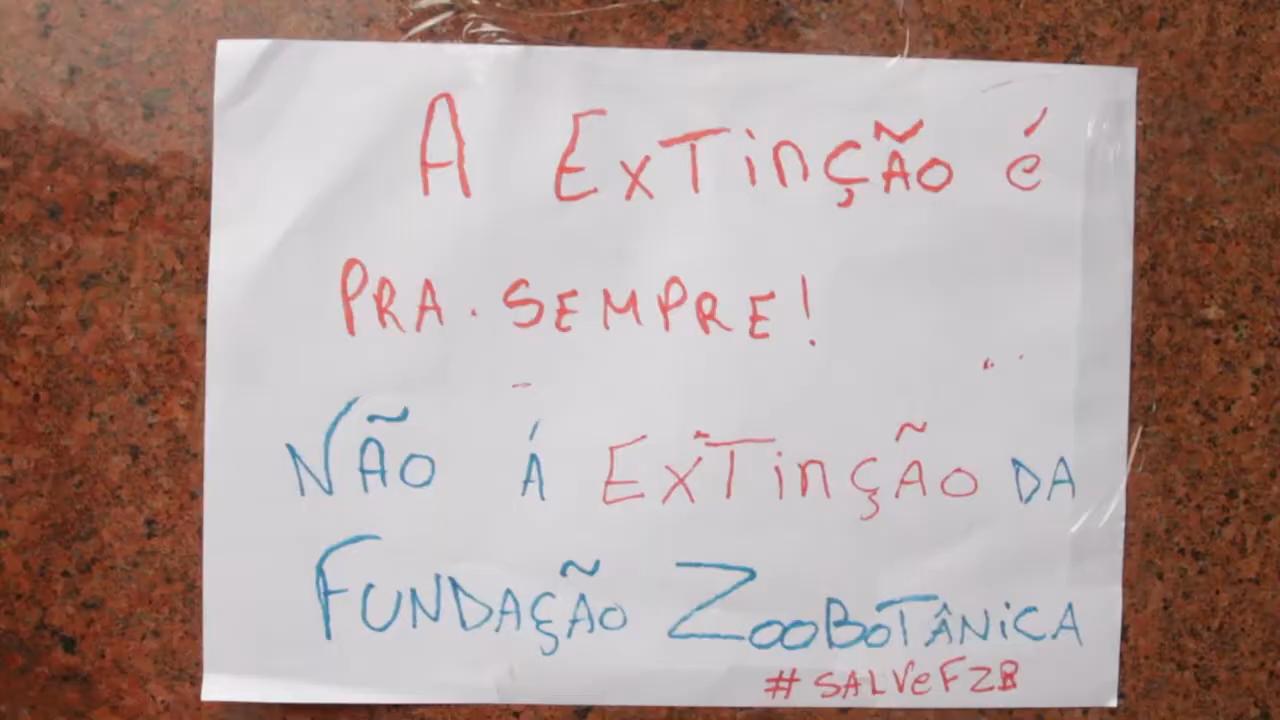 A EXTinÇÃO é
PRA. SEMPRE!
NÃO Á EXTinÇÃO DA
FUNDAÇÃO ZOOBOTÂNiCA
#SALVeFZB